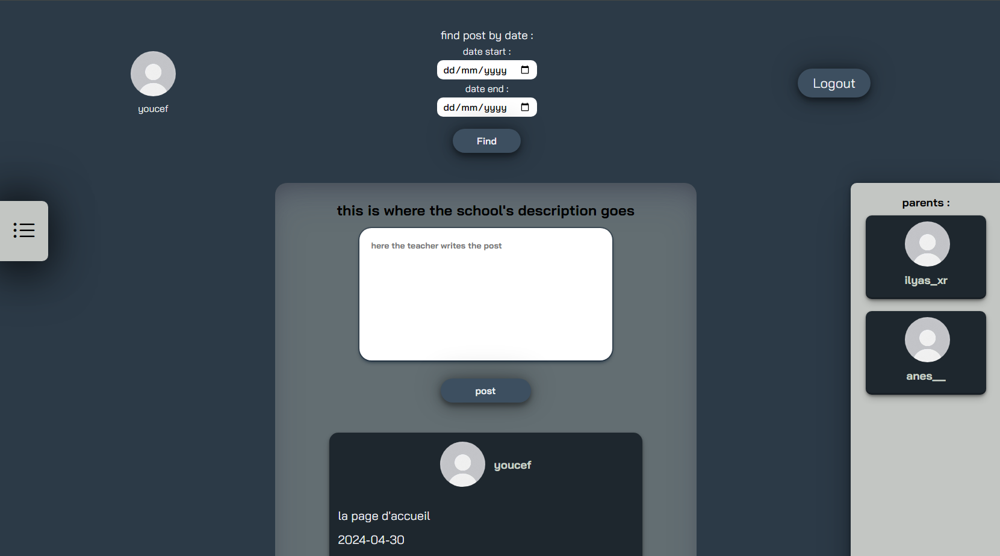 find post by date :
date start :
dd/mm/yyyy
date end :
dd/mm/yyyy
Find
youcef
Logout
this is where the school's description goes
here the teacher writes the post
post
youcef
la page d'accueil
2024-04-30
parents :
ilyas_xr
anes__